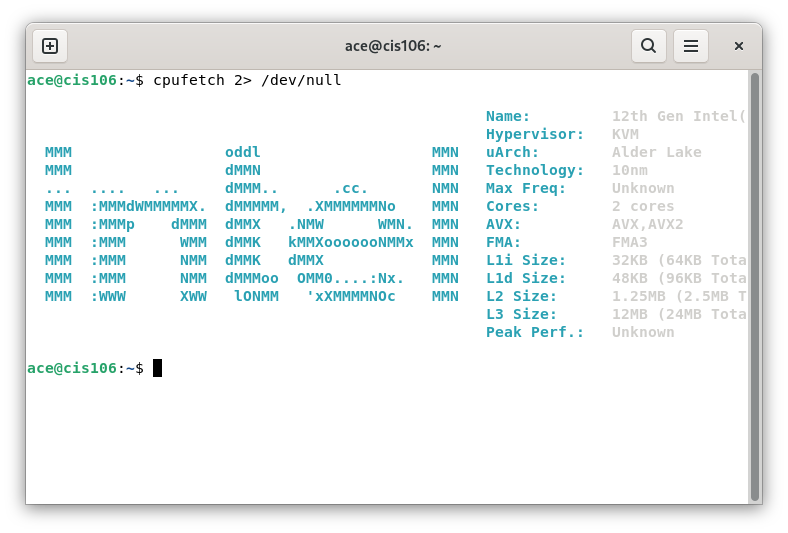 ace@cis106: ~
ace@cis106:~$ cpufetch 2> /dev/null
                                                   Name:         12th Gen Intel(
                                                   Hypervisor:   KVM
  MMM                 oddl                   MMN   uArch:        Alder Lake
  MMM                 dMMN                   MMN   Technology:   10nm
  ...  ....   ...     dMMM..      .cc.       NMN   Max Freq:     Unknown
  MMM  :MMMdWMMMMMX.  dMMMMM,  .XMMMMMMNo    MMN   Cores:        2 cores
  MMM  :MMMp    dMMM  dMMX   .NMW      WMN.  MMN   AVX:          AVX,AVX2
  MMM  :MMM      WMM  dMMK   kMMXooooooNMMx  MMN   FMA:          FMA3
  MMM  :MMM      NMM  dMMK   dMMX            MMN   L1i Size:     32KB (64KB Tota
  MMM  :MMM      NMM  dMMMoo  OMM0....:Nx.   MMN   L1d Size:     48KB (96KB Tota
  MMM  :WWW      XWW   lONMM   'xXMMMMNOc    MMN   L2 Size:      1.25MB (2.5MB T
                                                   L3 Size:      12MB (24MB Tota
                                                   Peak Perf.:   Unknown
ace@cis106:~$